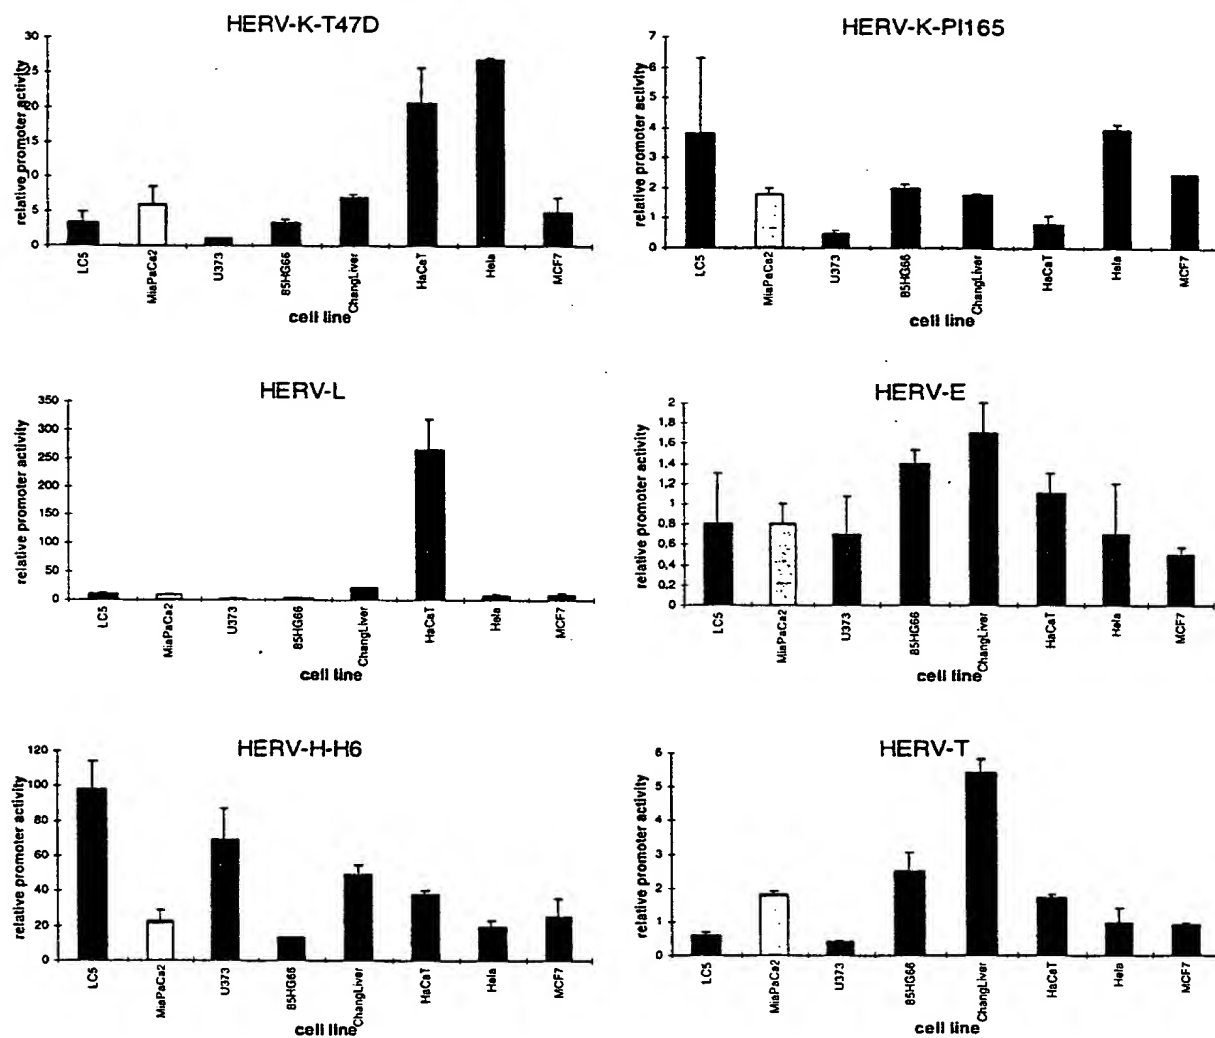 HERV-K-T47D
relative promoter activity
30
25
20
15
10
5
0
LC5
MiaPaCa2
U373
85HG66
ChangLiver
HaCaT
Hela
MCF7
cell line
HERV-K-PI165
relative promoter activity
7
6
5
4
3
2
1
0
LC5
MiaPaCa2
U373
85HG66
ChangLiver
HaCaT
Hela
MCF7
cell line
HERV-L
relative promoter activity
350
300
250
200
150
100
50
0
LC5
MiaPaCa2
U373
85HG66
ChangLiver
HaCaT
Hela
MCF7
cell line
HERV-E
relative promoter activity
2
1,8
1,6
1,4
1,2
1
0,8
0,6
0,4
0,2
0
LC5
MiaPaCa2
U373
85HG66
ChangLiver
HaCaT
Hela
MCF7
cell line
HERV-H-H6
relative promoter activity
120
100
80
60
40
20
0
LC5
MiaPaCa2
U373
85HG66
ChangLiver
HaCaT
Hela
MCF7
cell line
HERV-T
relative promoter activity
6
5
4
3
2
1
0
LC5
MiaPaCa2
U373
85HG66
ChangLiver
HaCaT
Hela
MCF7
cell line